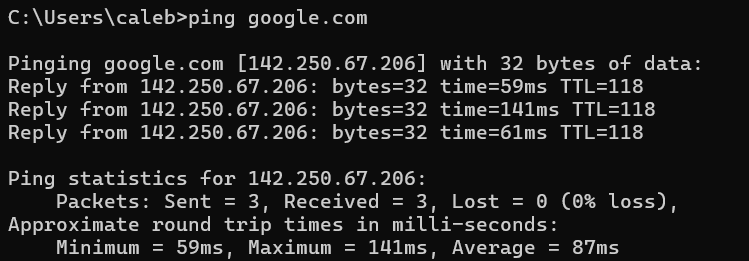 C:\Users\caleb>ping google.com
Pinging google.com [142.250.67.206] with 32 bytes of data:
Reply from 142.250.67.206: bytes=32 time=59ms TTL=118
Reply from 142.250.67.206: bytes=32 time=141ms TTL=118
Reply from 142.250.67.206: bytes=32 time=61ms TTL=118
Ping statistics for 142.250.67.206:
    Packets: Sent = 3, Received = 3, Lost = 0 (0% loss),
Approximate round trip times in milli-seconds:
    Minimum = 59ms, Maximum = 141ms, Average = 87ms